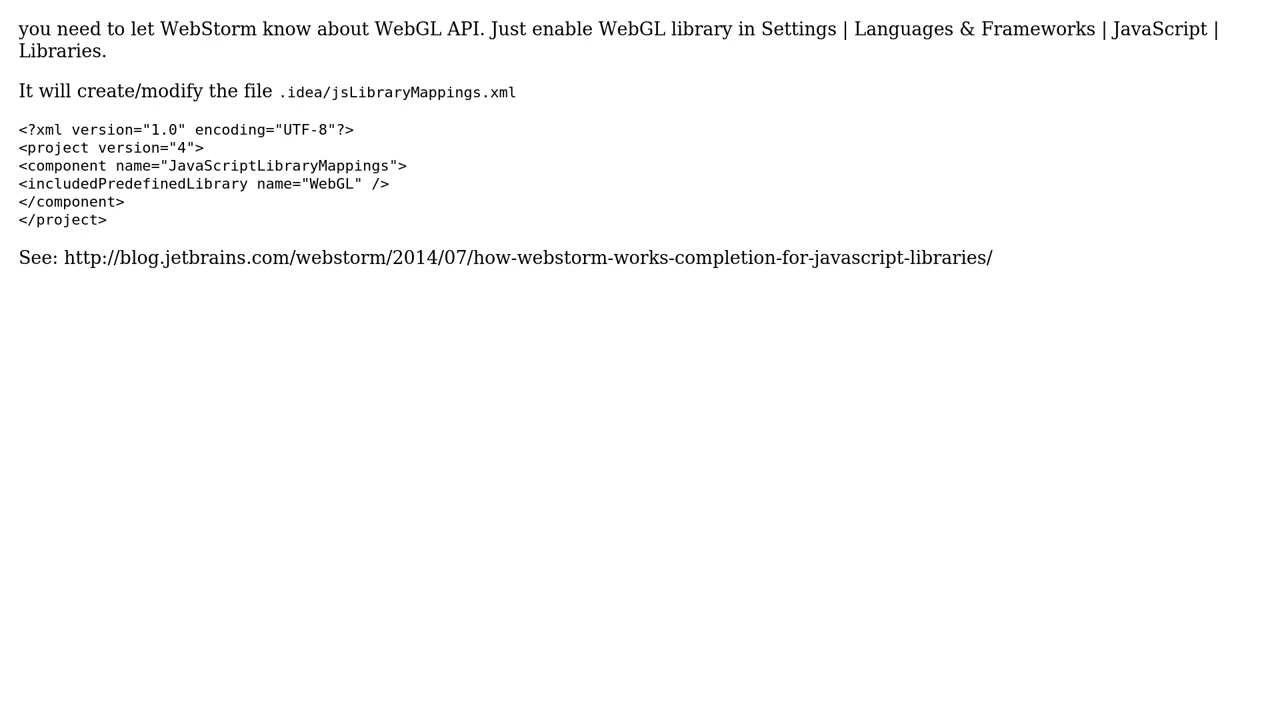 you need to let WebStorm know about WebGL API. Just enable WebGL library in Settings | Languages & Frameworks | JavaScript |
Libraries.
It will create/modify the file .idea/jsLibraryMappings.xml
<?xml version="1.0" encoding="UTF-8"?>
<project version="4">
<component name="JavaScriptLibraryMappings">
<includedPredefinedLibrary name="WebGL" />
</component>
</project>
See: http://blog.jetbrains.com/webstorm/2014/07/how-webstorm-works-completion-for-javascript-libraries/